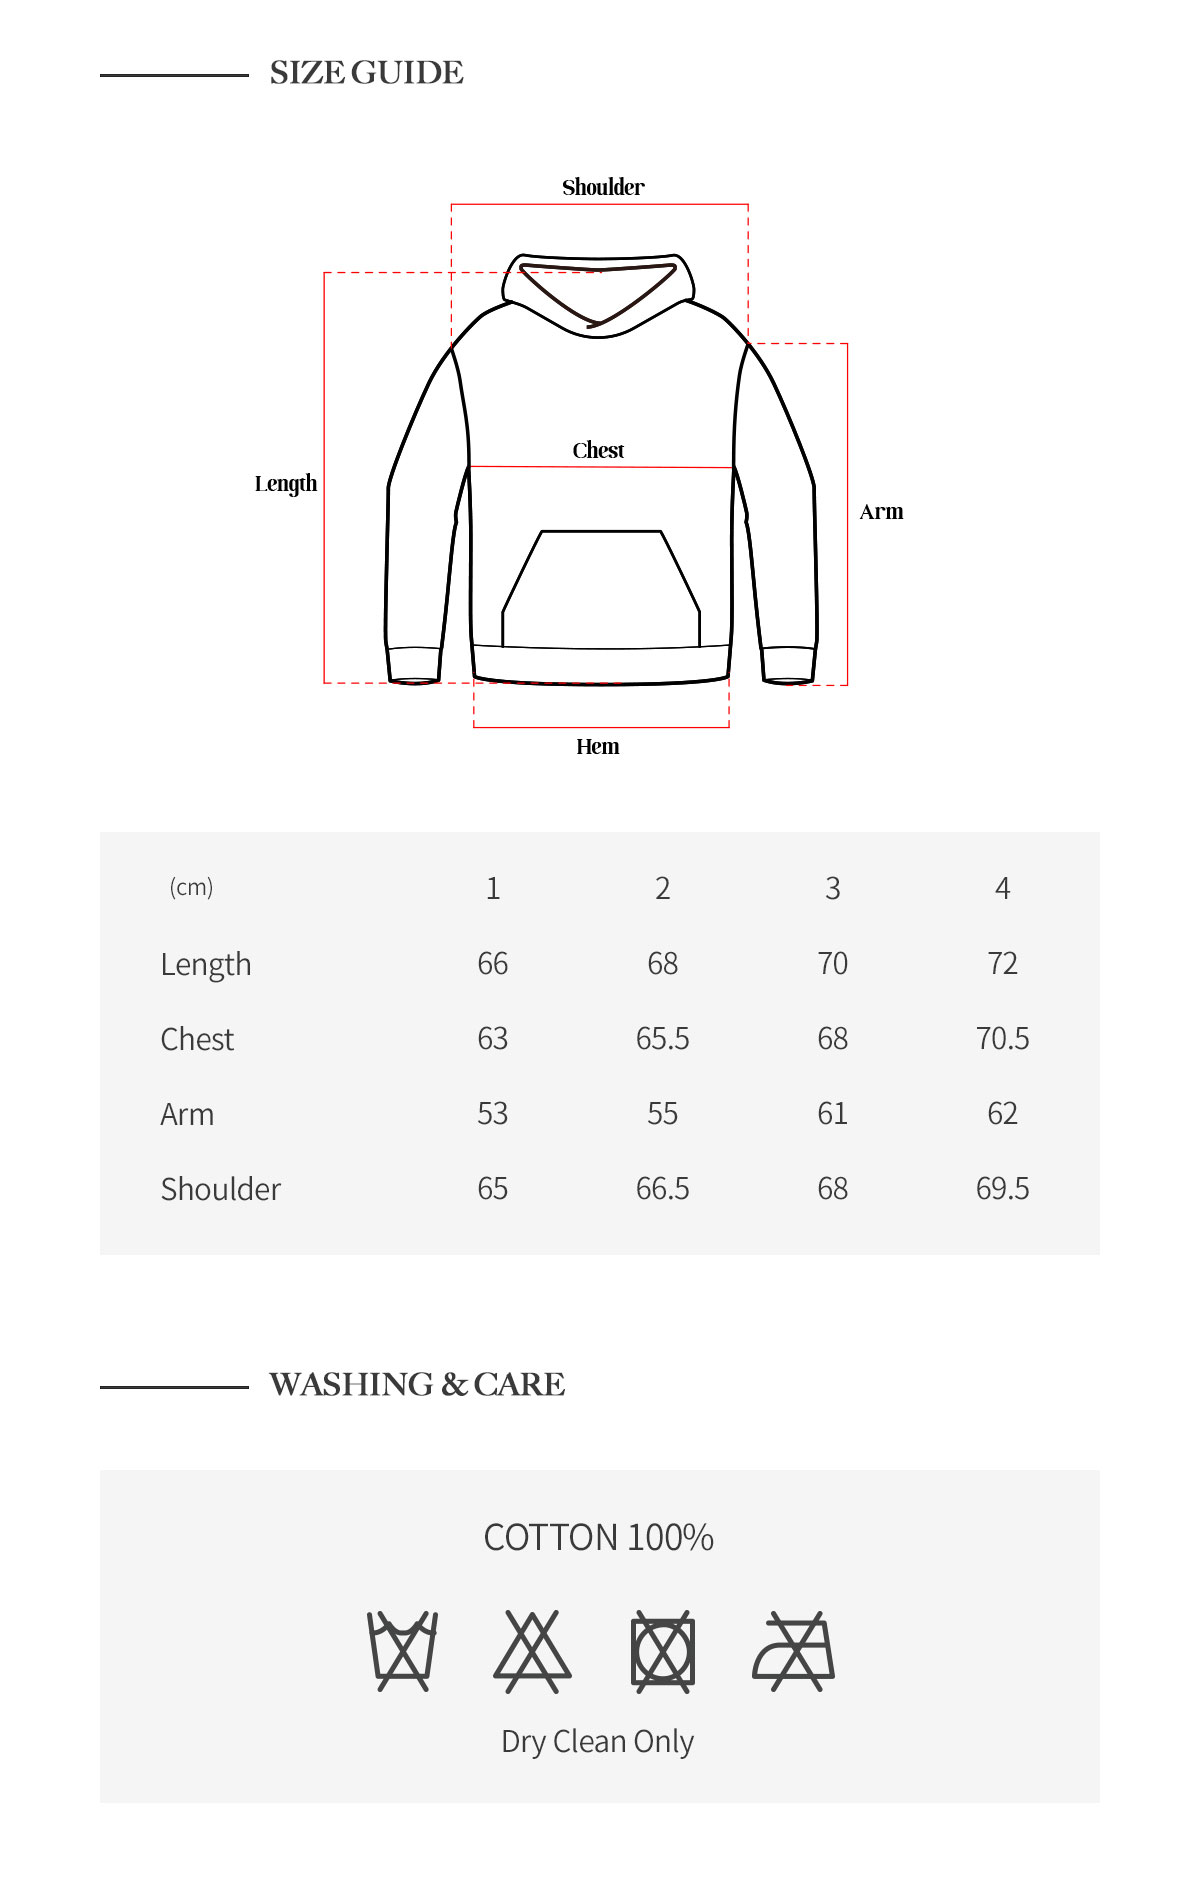 SIZE GUIDE
Shoulder
Chest
Length
Arm
Hem
(cm) 1 2 3 4
Length 66 68 70 72
Chest 63 65.5 68 70.5
Arm 53 55 61 62
Shoulder 65 66.5 68 69.5
WASHING & CARE
COTTON 100%
Dry Clean Only